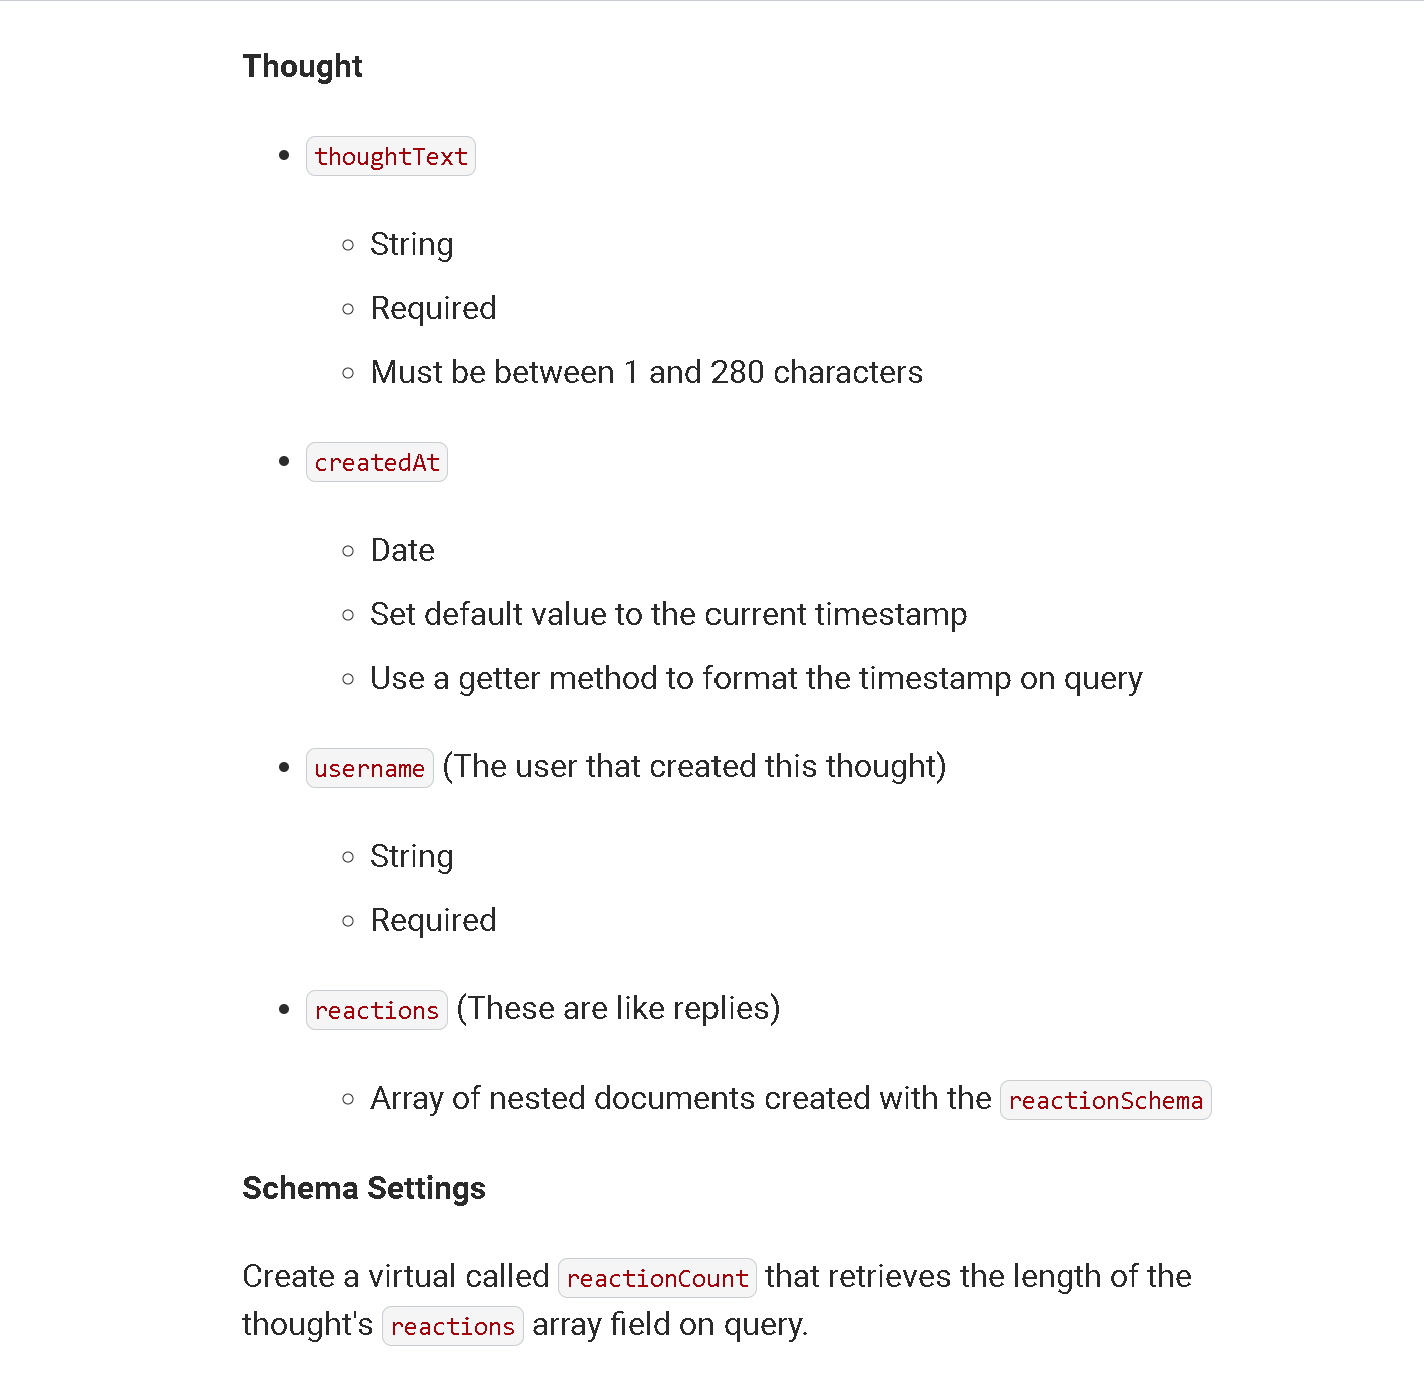 Thought
thoughtText
String
Required
Must be between 1 and 280 characters
createdAt
Date
Set default value to the current timestamp
Use a getter method to format the timestamp on query
username (The user that created this thought)
String
Required
reactions (These are like replies)
Array of nested documents created with the reactionSchema
Schema Settings
Create a virtual called reactionCount that retrieves the length of the
thought's reactions array field on query.